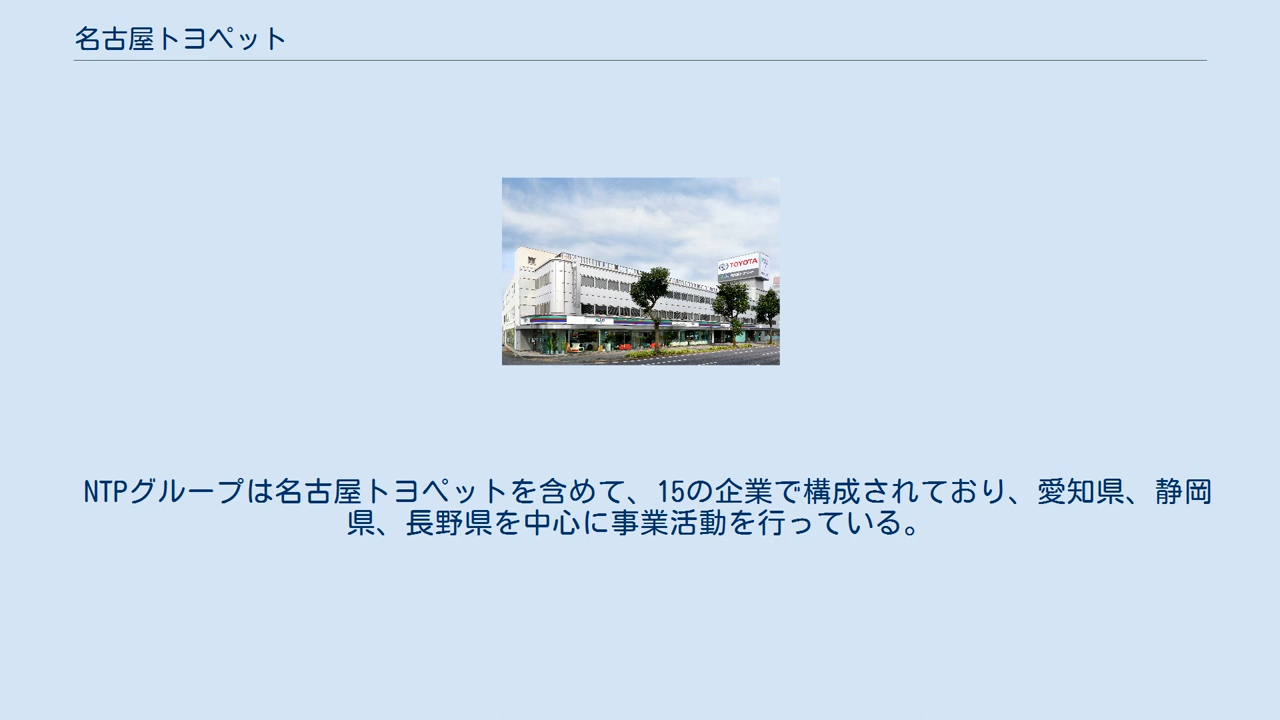 名古屋トヨペット
TOYOTA
NTPグループは名古屋トヨペットを含めて、15の企業で構成されており、愛知県、静岡
県、長野県を中心に事業活動を行っている。